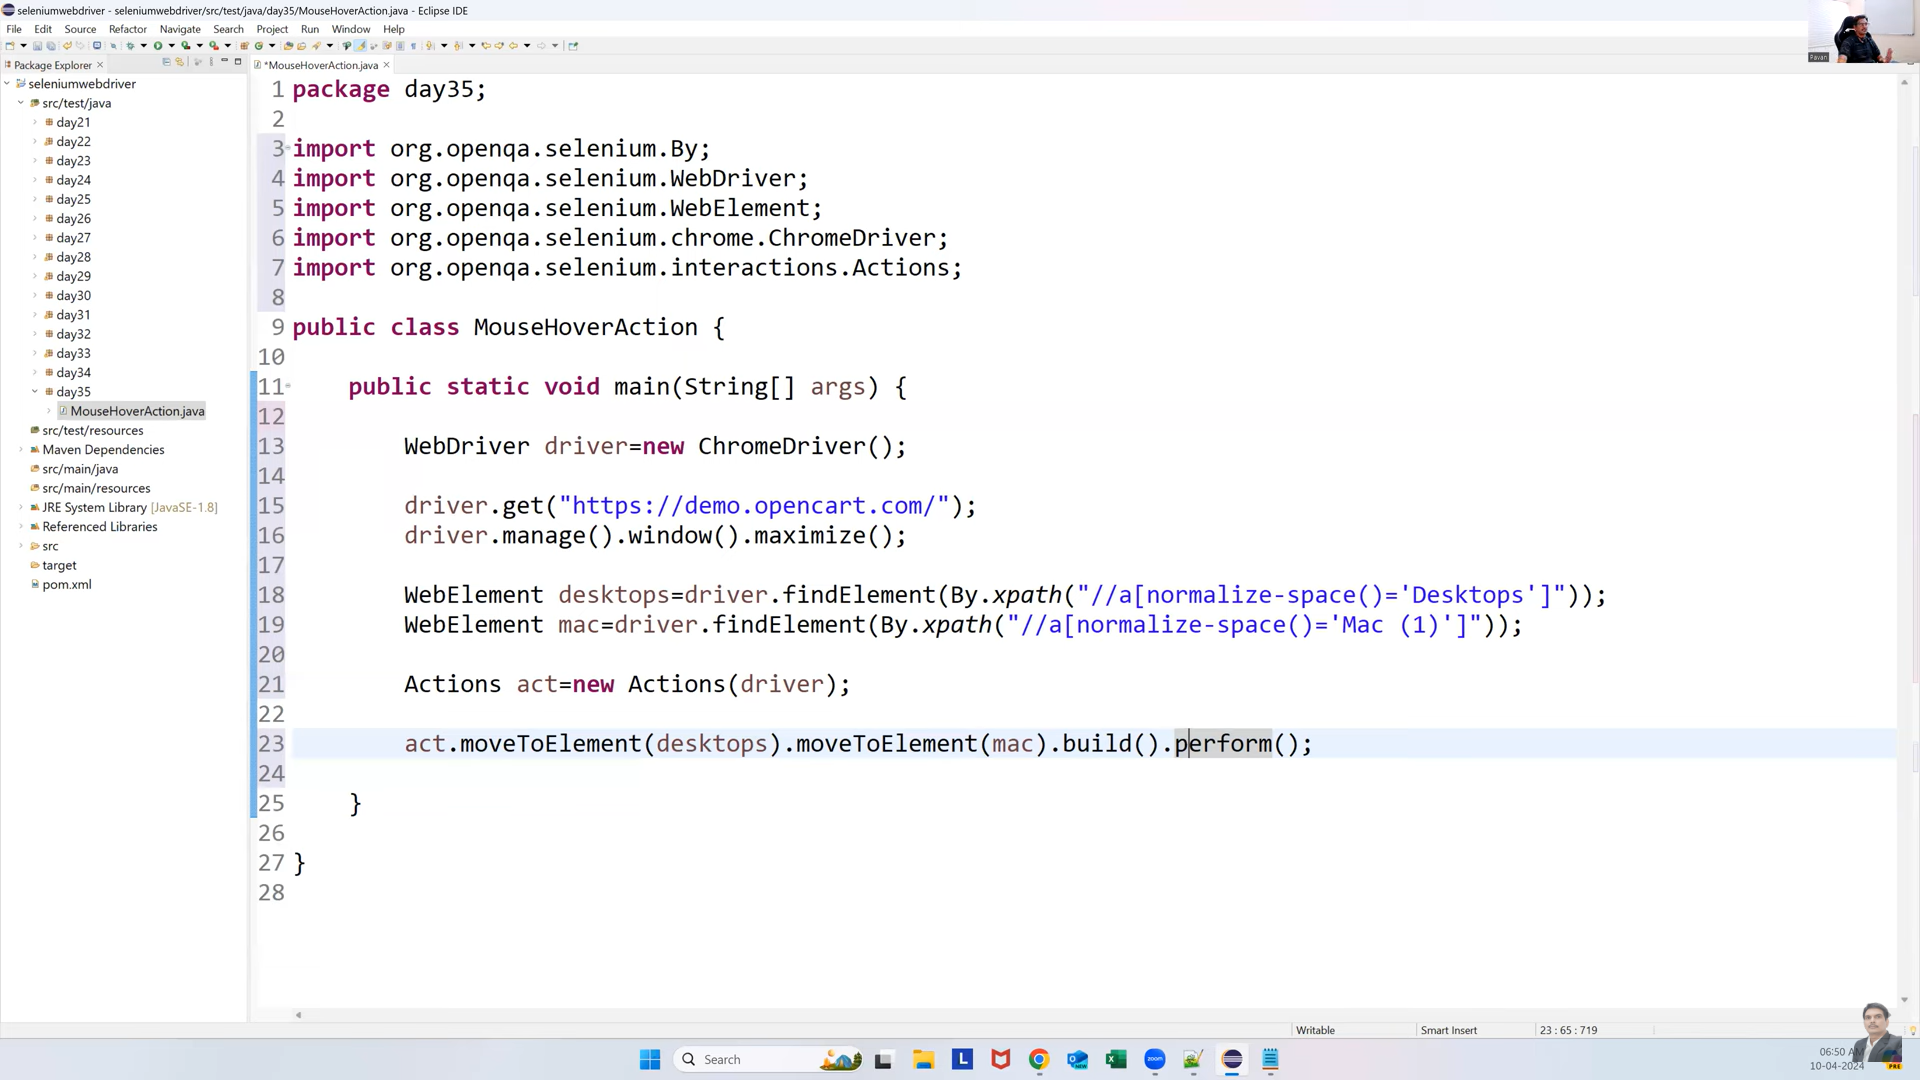 seleniumwebdriver - seleniumwebdriver/src/test/java/day35/MouseHoverAction.java - Eclipse IDE
File Edit Source Refactor Navigate Search Project Run Window Help
Package Explorer
*MouseHoverAction.java
seleniumwebdriver
src/test/java
day21
day22
day23
day24
day25
day26
day27
day28
day29
day30
day31
day32
day33
day34
day35
MouseHoverAction.java
src/test/resources
Maven Dependencies
src/main/java
src/main/resources
JRE System Library [JavaSE-1.8]
Referenced Libraries
src
target
pom.xml
1 package day35;
2
3 import org.openqa.selenium.By;
4 import org.openqa.selenium.WebDriver;
5 import org.openqa.selenium.WebElement;
6 import org.openqa.selenium.chrome.ChromeDriver;
7 import org.openqa.selenium.interactions.Actions;
8
9 public class MouseHoverAction {
10
11 public static void main(String[] args) {
12
13 WebDriver driver=new ChromeDriver();
14
15 driver.get("https://demo.opencart.com/");
16 driver.manage().window().maximize();
17
18 WebElement desktops=driver.findElement(By.xpath("//a[normalize-space()='Desktops']"));
19 WebElement mac=driver.findElement(By.xpath("//a[normalize-space()='Mac (1)']"));
20
21 Actions act=new Actions(driver);
22
23 act.moveToElement(desktops).moveToElement(mac).build().perform();
24
25 }
26
27 }
28
Pavan
Writable Smart Insert 23 : 65 : 719
Search
L
06:50
10-04-2024
PRE